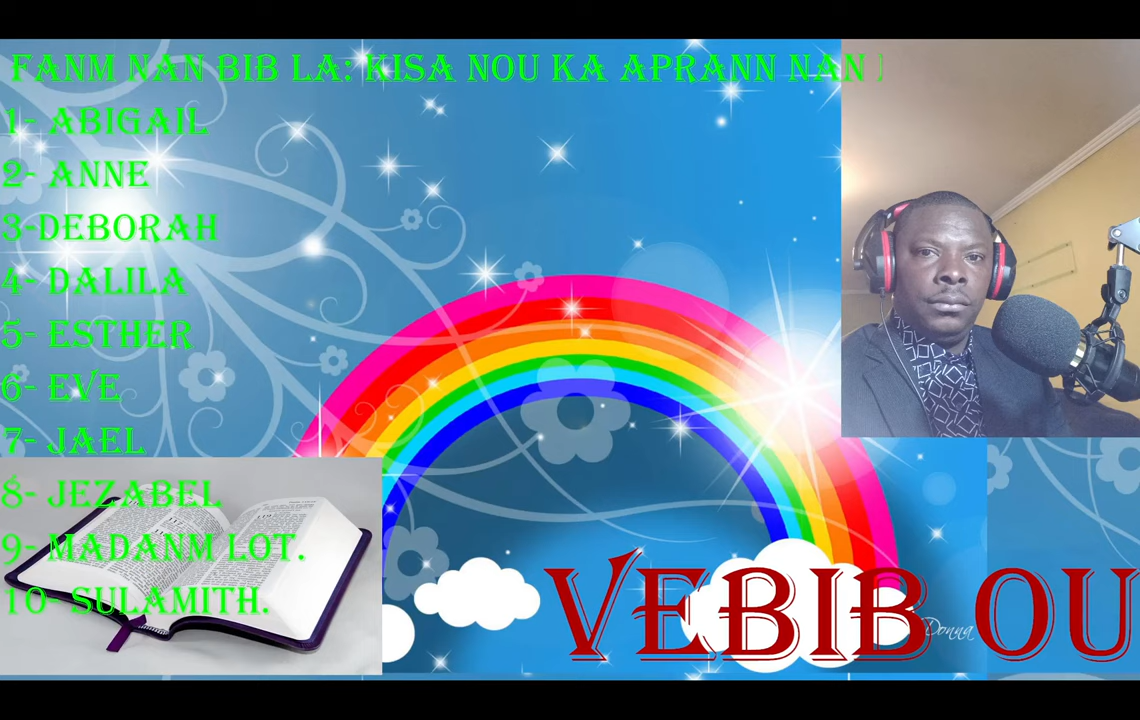 FANM NAN BIB LA: KISA NOU KA APRANN NAN
1- ABIGAIL
2- ANNE
3-DEBORAH
4- DALILA
5- ESTHER
6- EVE
7- JAEL
8- JEZABEL
9- MADANM LOT.
10- SULAMITH.
VEBIB OU
Donna